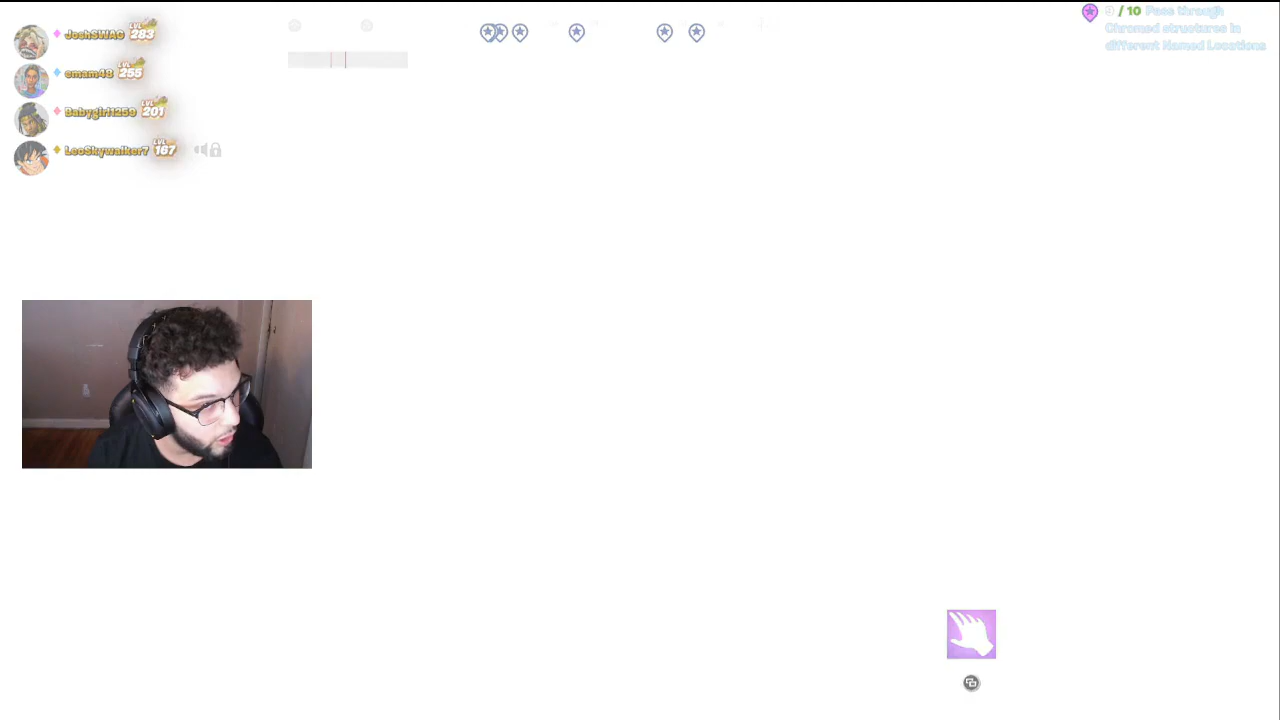 JoshSWAG LVL 283
emam48 LVL 255
Babygirl1259 LVL 201
LeoSkywalker7 LVL 167
3 / 10 Pass through
Chromed structures in
different Named Locations